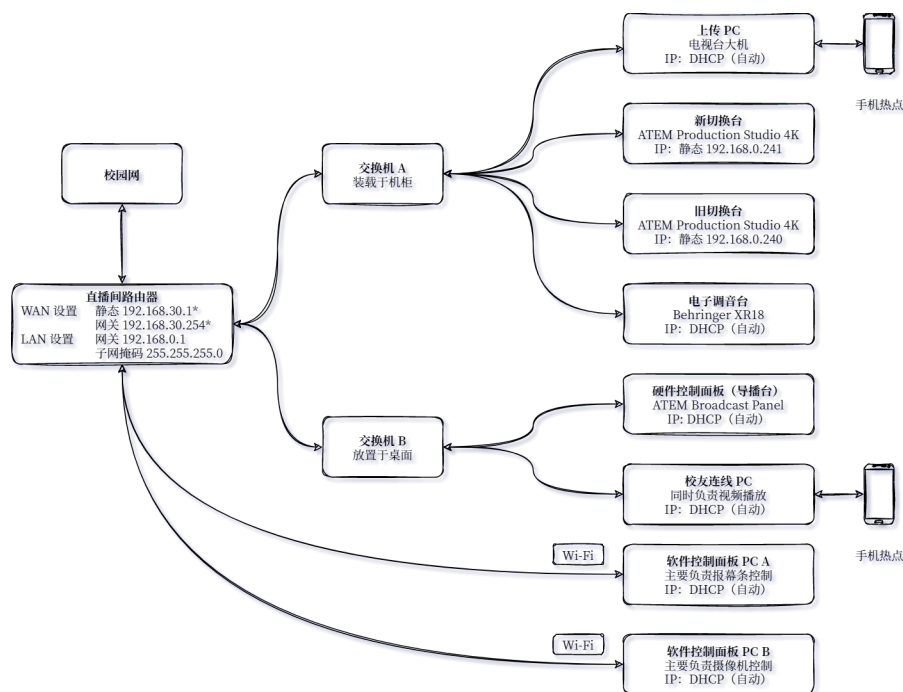 上传 PC
电视台大机
IP：DHCP（自动）
手机热点
新切换台
ATEM Production Studio 4K
IP：静态 192.168.0.241
校园网
交换机 A
装载于机柜
旧切换台
ATEM Production Studio 4K
IP：静态 192.168.0.240
直播间路由器
WAN 设置 静态 192.168.30.1*
网关 192.168.30.254*
LAN 设置 网关 192.168.0.1
子网掩码 255.255.255.0
电子调音台
Behringer XR18
IP：DHCP（自动）
硬件控制面板（导播台）
ATEM Broadcast Panel
IP: DHCP（自动）
交换机 B
放置于桌面
校友连线 PC
同时负责视频播放
IP：DHCP（自动）
手机热点
Wi-Fi
软件控制面板 PC A
主要负责报幕条控制
IP：DHCP（自动）
Wi-Fi
软件控制面板 PC B
主要负责摄像机控制
IP：DHCP（自动）